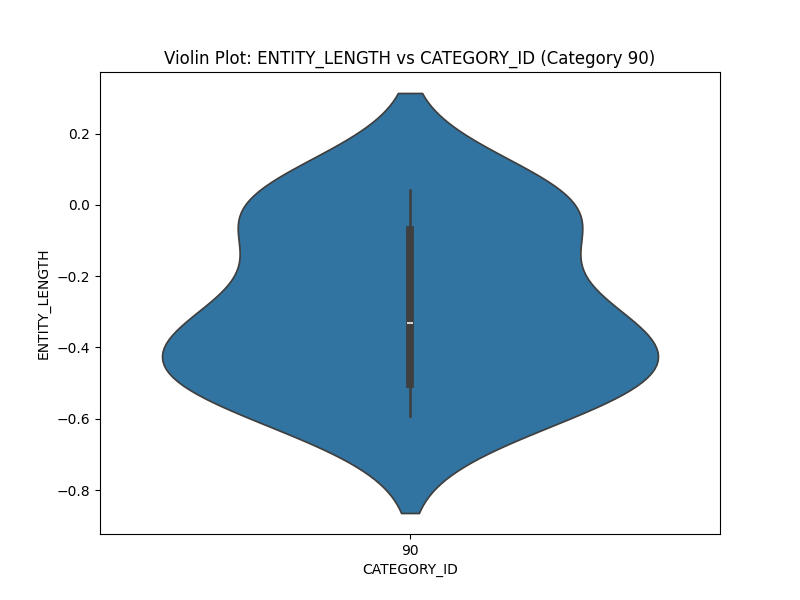 Violin Plot: ENTITY_LENGTH vs CATEGORY_ID (Category 90)
0.2
0.0
−0.2
−0.4
−0.6
−0.8
ENTITY_LENGTH
90
CATEGORY_ID